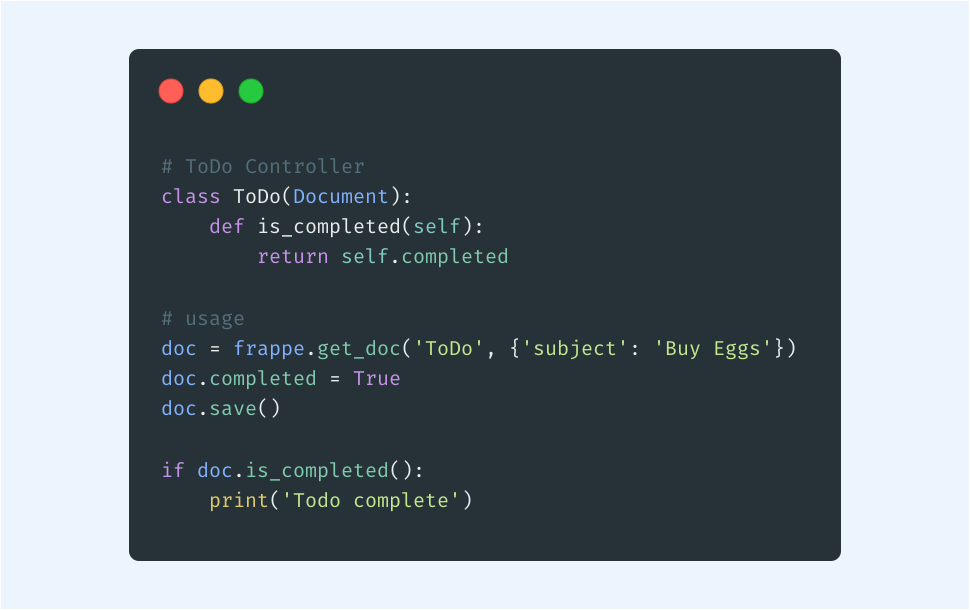 # ToDo Controller
class ToDo(Document):
    def is_completed(self):
        return self.completed

# usage
doc = frappe.get_doc('ToDo', {'subject': 'Buy Eggs'})
doc.completed = True
doc.save()

if doc.is_completed():
    print('Todo complete')